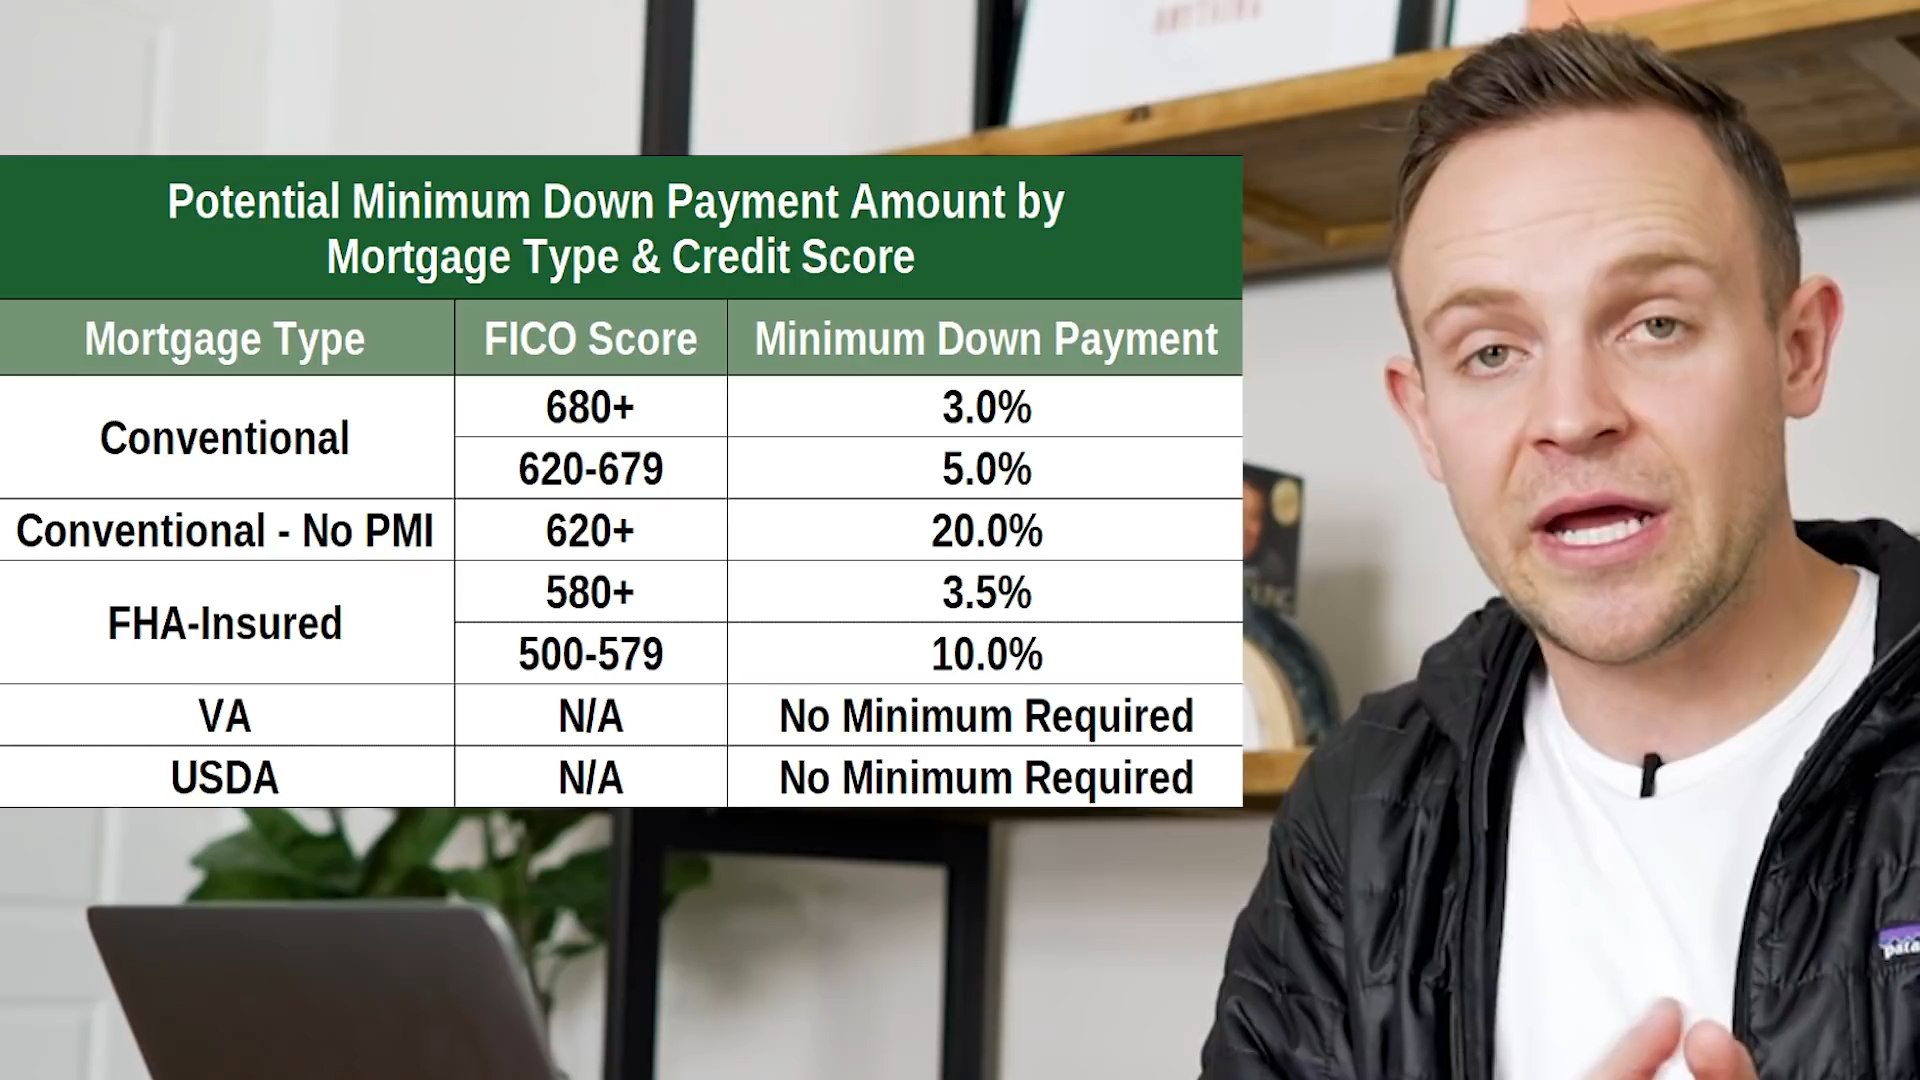 ANYTHING
Potential Minimum Down Payment Amount by
Mortgage Type & Credit Score
Mortgage Type FICO Score Minimum Down Payment
Conventional
680+ 3.0%
620-679 5.0%
Conventional - No PMI 620+ 20.0%
FHA-Insured
580+ 3.5%
500-579 10.0%
VA N/A No Minimum Required
USDA N/A No Minimum Required
pata